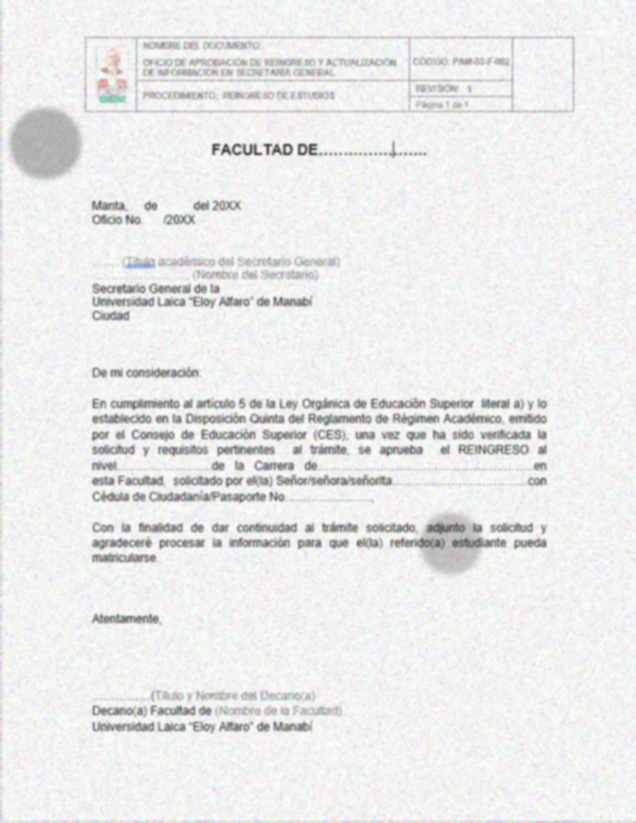 NOMBRE DEL DOCUMENTO:
OFICIO DE APROBACIÓN DE REINGRESO Y ACTUALIZACIÓN
DE INFORMACIÓN EN SECRETARÍA GENERAL
CÓDIGO:
PROCEDIMIENTO: REINGRESO DE ESTUDIOS
REVISIÓN: 1
Página 1 de 1
FACULTAD DE......................
Manta, de del 20XX
Oficio No. /20XX
........ (Título académico del Secretario General)
........................... (Nombre del Secretario)
Secretario General de la
Universidad Laica “Eloy Alfaro” de Manabí
Ciudad
De mi consideración:
En cumplimiento al artículo 5 de la Ley Orgánica de Educación Superior literal a) y lo
establecido en la Disposición Quinta del Reglamento de Régimen Académico, emitido
por el Consejo de Educación Superior (CES), una vez que ha sido verificada la
solicitud y requisitos pertinentes al trámite, se aprueba el REINGRESO al
nivel........................ de la Carrera de........................................................ en
esta Facultad, solicitado por el(la) Señor/señora/señorita................................... con
Cédula de Ciudadanía/Pasaporte No........................
Con la finalidad de dar continuidad al trámite solicitado, adjunto la solicitud y
agradeceré procesar la información para que el(la) referido(a) estudiante pueda
matricularse.
Atentamente,
................(Título y Nombre del Decano(a)
Decano(a) Facultad de (Nombre de la Facultad)
Universidad Laica “Eloy Alfaro” de Manabí